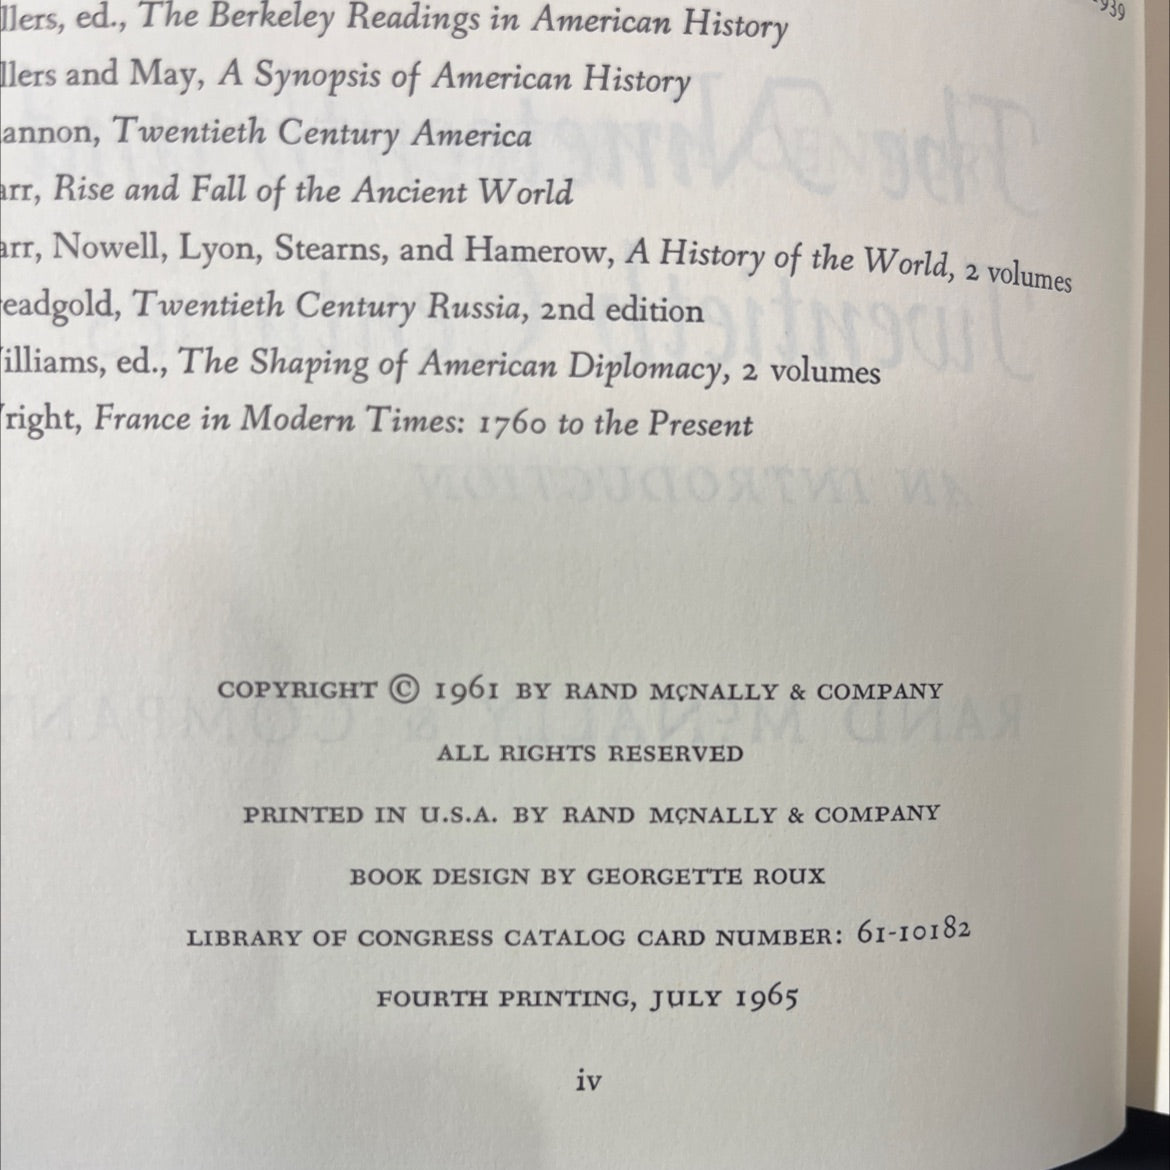 llers, ed., The Berkeley Readings in American History
1939
llers and May, A Synopsis of American History
annon, Twentieth Century America
arr, Rise and Fall of the Ancient World
arr, Nowell, Lyon, Stearns, and Hamerow, A History of the World, 2 volumes
eadgold, Twentieth Century Russia, 2nd edition
illiams, ed., The Shaping of American Diplomacy, 2 volumes
right, France in Modern Times: 1760 to the Present
COPYRIGHT © 1961 BY RAND MCNALLY & COMPANY
ALL RIGHTS RESERVED
PRINTED IN U.S.A. BY RAND MCNALLY & COMPANY
BOOK DESIGN BY GEORGETTE ROUX
LIBRARY OF CONGRESS CATALOG CARD NUMBER: 61-10182
FOURTH PRINTING, JULY 1965
iv